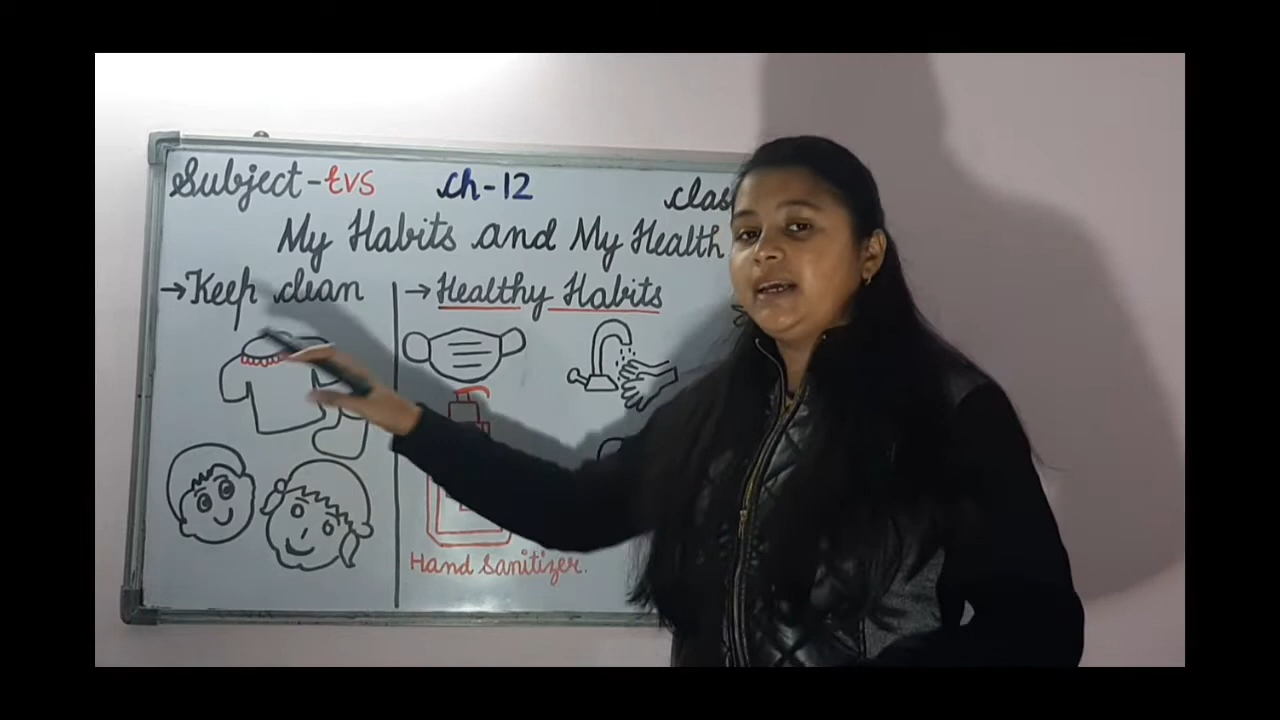 Subject - EVS Ch-12
My Habits and My Health
→ Keep clean
→ Healthy Habits
Hand Sanitizer.